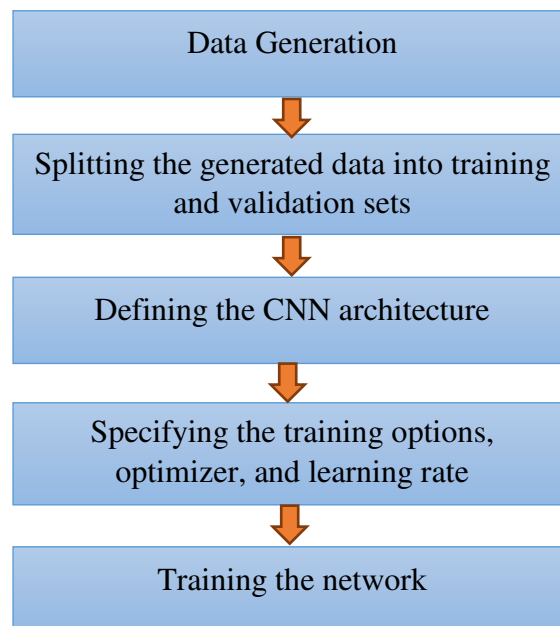 Data Generation
Splitting the generated data into training
and validation sets
Defining the CNN architecture
Specifying the training options,
optimizer, and learning rate
Training the network